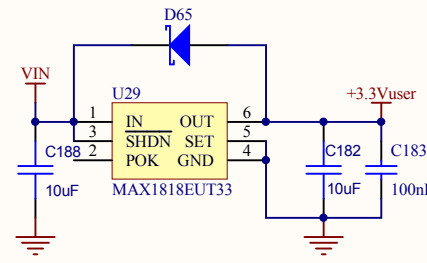 D65
VIN
U29
+3.3Vuser
1 IN OUT 6
3 SHDN SET 5
2 POK GND 4
C188
10uF
MAX1818EUT33
C182
10uF
C183
100n